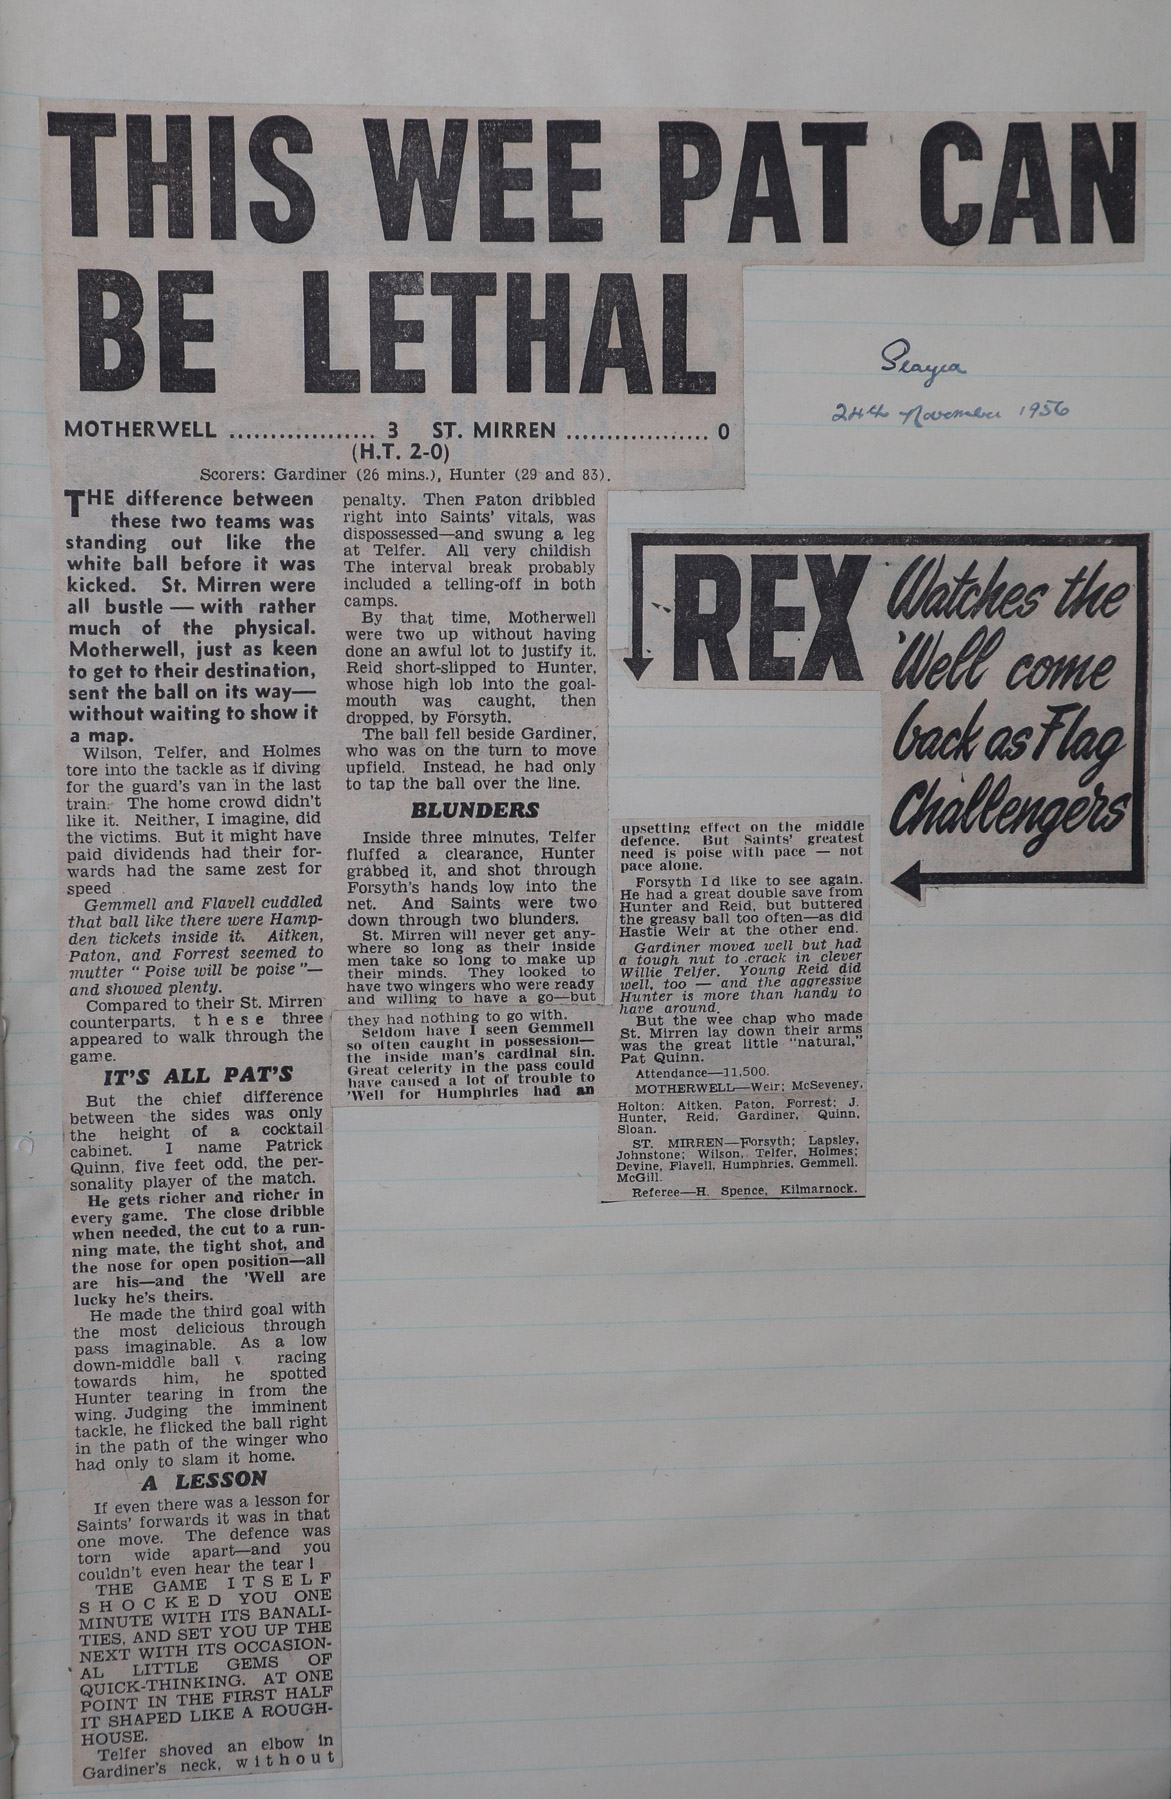 THIS WEE PAT CAN
BE LETHAL
24th November 1956
MOTHERWELL .................. 3 ST. MIRREN .................. 0
(H.T. 2-0)
Scorers: Gardiner (26 mins.), Hunter (29 and 83).
THE difference between
these two teams was
standing out like the
white ball before it was
kicked. St. Mirren were
all bustle — with rather
much of the physical.
Motherwell, just as keen
to get to their destination,
sent the ball on its way—
without waiting to show it
a map.
Wilson, Telfer, and Holmes
tore into the tackle as if diving
for the guard's van in the last
train. The home crowd didn't
like it. Neither, I imagine, did
the victims. But it might have
paid dividends had their for-
wards had the same zest for
speed
Gemmell and Flavell cuddled
that ball like there were Hamp-
den tickets inside it. Aitken,
Paton, and Forrest seemed to
mutter "Poise will be poise"—
and showed plenty.
Compared to their St. Mirren
counterparts, these three
appeared to walk through the
game.
IT'S ALL PAT'S
But the chief difference
between the sides was only
the height of a cocktail
cabinet. I name Patrick
Quinn, five feet odd, the per-
sonality player of the match.
He gets richer and richer in
every game. The close dribble
when needed, the cut to a run-
ning mate, the tight shot, and
the nose for open position—all
are his—and the 'Well are
lucky he's theirs.
He made the third goal with
the most delicious through
pass imaginable. As a low
down-middle ball racing
towards him, he spotted
Hunter tearing in from the
wing. Judging the imminent
tackle, he flicked the ball right
in the path of the winger who
had only to slam it home.
A LESSON
If even there was a lesson for
Saints' forwards it was in that
one move. The defence was
torn wide apart—and you
couldn't even hear the tear!
THE GAME ITSELF
SHOCKED YOU ONE
MINUTE WITH ITS BANALI-
TIES, AND SET YOU UP THE
NEXT WITH ITS OCCASION-
AL LITTLE GEMS OF
QUICK-THINKING. AT ONE
POINT IN THE FIRST HALF
IT SHAPED LIKE A ROUGH-
HOUSE.
Telfer shoved an elbow in
Gardiner's neck, without
penalty. Then Paton dribbled
right into Saints' vitals, was
dispossessed—and swung a leg
at Telfer. All very childish
The interval break probably
included a telling-off in both
camps.
By that time, Motherwell
were two up without having
done an awful lot to justify it.
Reid short-slipped to Hunter,
whose high lob into the goal-
mouth was caught, then
dropped, by Forsyth.
The ball fell beside Gardiner,
who was on the turn to move
upfield. Instead, he had only
to tap the ball over the line.
BLUNDERS
Inside three minutes, Telfer
fluffed a clearance, Hunter
grabbed it, and shot through
Forsyth's hands low into the
net. And Saints were two
down through two blunders.
St. Mirren will never get any-
where so long as their inside
men take so long to make up
their minds. They looked to
have two wingers who were ready
and willing to have a go—but
they had nothing to go with.
Seldom have I seen Gemmell
so often caught in possession—
the inside man's cardinal sin.
Great celerity in the pass could
have caused a lot of trouble to
'Well for Humphries had an
REX
Watches the
'Well come
back as Flag
Challengers
upsetting effect on the middle
defence. But Saints' greatest
need is poise with pace — not
pace alone.
Forsyth I'd like to see again.
He had a great double save from
Hunter and Reid, but buttered
the greasy ball too often—as did
Hastie Weir at the other end.
Gardiner moved well but had
a tough nut to crack in clever
Willie Telfer. Young Reid did
well, too — and the aggressive
Hunter is more than handy to
have around.
But the wee chap who made
St. Mirren lay down their arms
was the great little "natural,"
Pat Quinn.
Attendance—11,500.
MOTHERWELL—Weir; McSeveney,
Holton; Aitken, Paton, Forrest; J.
Hunter, Reid, Gardiner, Quinn,
Sloan.
ST. MIRREN—Forsyth; Lapsley,
Johnstone; Wilson, Telfer, Holmes;
Devine, Flavell, Humphries, Gemmell,
McGill.
Referee—H. Spence, Kilmarnock.